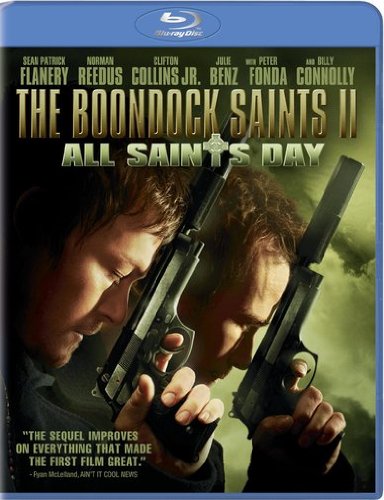 Blu-ray Disc
SEAN PATRICK FLANERY NORMAN REEDUS CLIFTON COLLINS JR. JULIE BENZ WITH PETER FONDA AND BILLY CONNOLLY
THE BOONDOCK SAINTS II
ALL SAINTS DAY
"THE SEQUEL IMPROVES
ON EVERYTHING THAT MADE
THE FIRST FILM GREAT."
- Ryan McLelland, AIN'T IT COOL NEWS